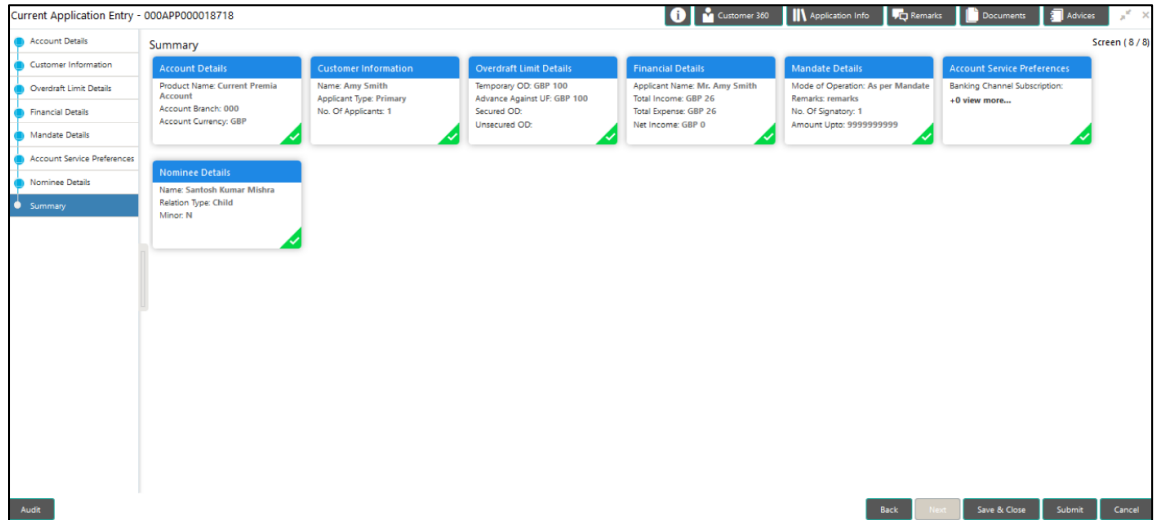 Current Application Entry - 000APP000018718
i Customer 360 Application Info Remarks Documents Advices
Account Details
Customer Information
Overdraft Limit Details
Financial Details
Mandate Details
Account Service Preferences
Nominee Details
Summary
Summary
Screen ( 8 / 8)
Account Details
Product Name: Current Premia
Account
Account Branch: 000
Account Currency: GBP
Customer Information
Name: Amy Smith
Applicant Type: Primary
No. Of Applicants: 1
Overdraft Limit Details
Temporary OD: GBP 100
Advance Against UF: GBP 100
Secured OD:
Unsecured OD:
Financial Details
Applicant Name: Mr. Amy Smith
Total Income: GBP 26
Total Expense: GBP 26
Net Income: GBP 0
Mandate Details
Mode of Operation: As per Mandate
Remarks: remarks
No. Of Signatory: 1
Amount Upto: 9999999999
Account Service Preferences
Banking Channel Subscription:
+0 view more...
Nominee Details
Name: Santosh Kumar Mishra
Relation Type: Child
Minor: N
Audit
Back Next Save & Close Submit Cancel